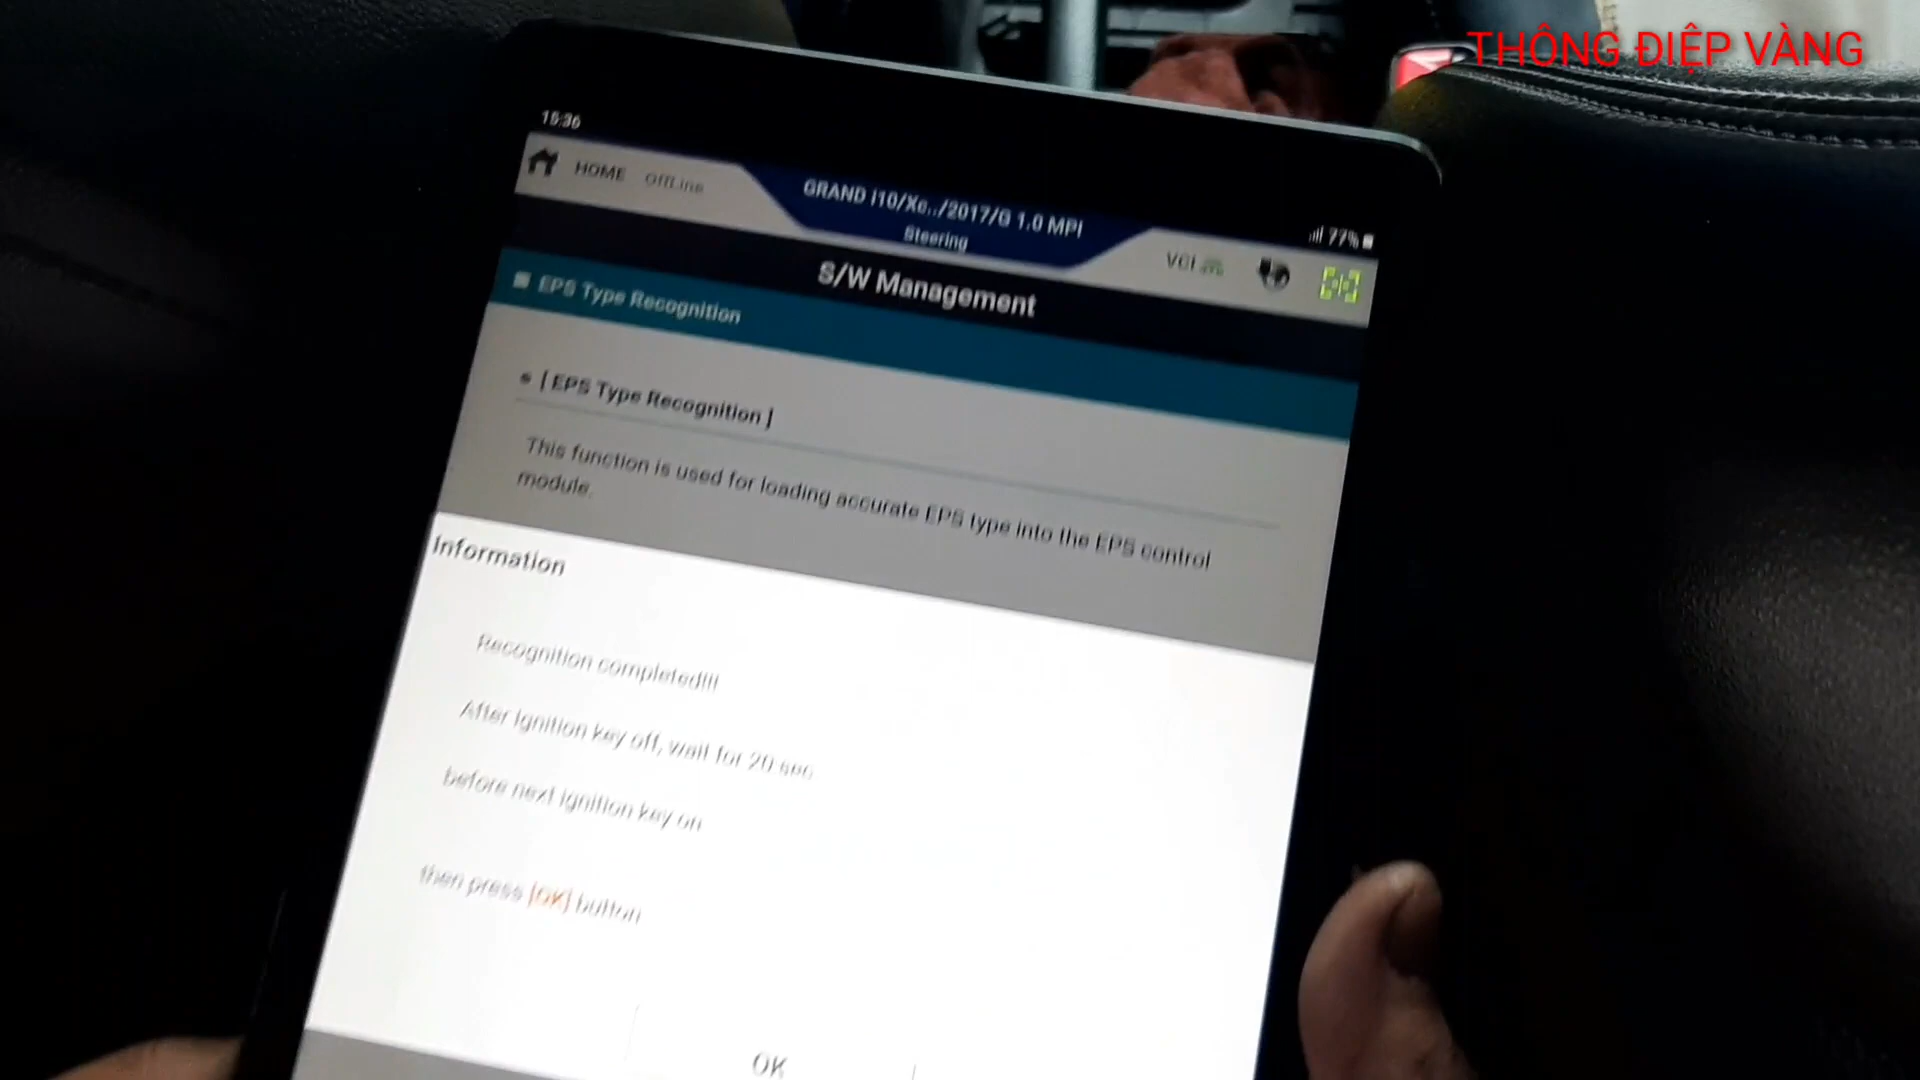 THÔNG ĐIỆP VÀNG
15:36
77%
HOME OffLine
GRAND i10/Xc../2017/G 1.0 MPI
Steering
VCI
S/W Management
EPS Type Recognition
[ EPS Type Recognition ]
This function is used for loading accurate EPS type into the EPS control
module.
Information
Recognition completed!!!
After ignition key off, wait for 20 sec
before next ignition key on
then press [OK] button
OK